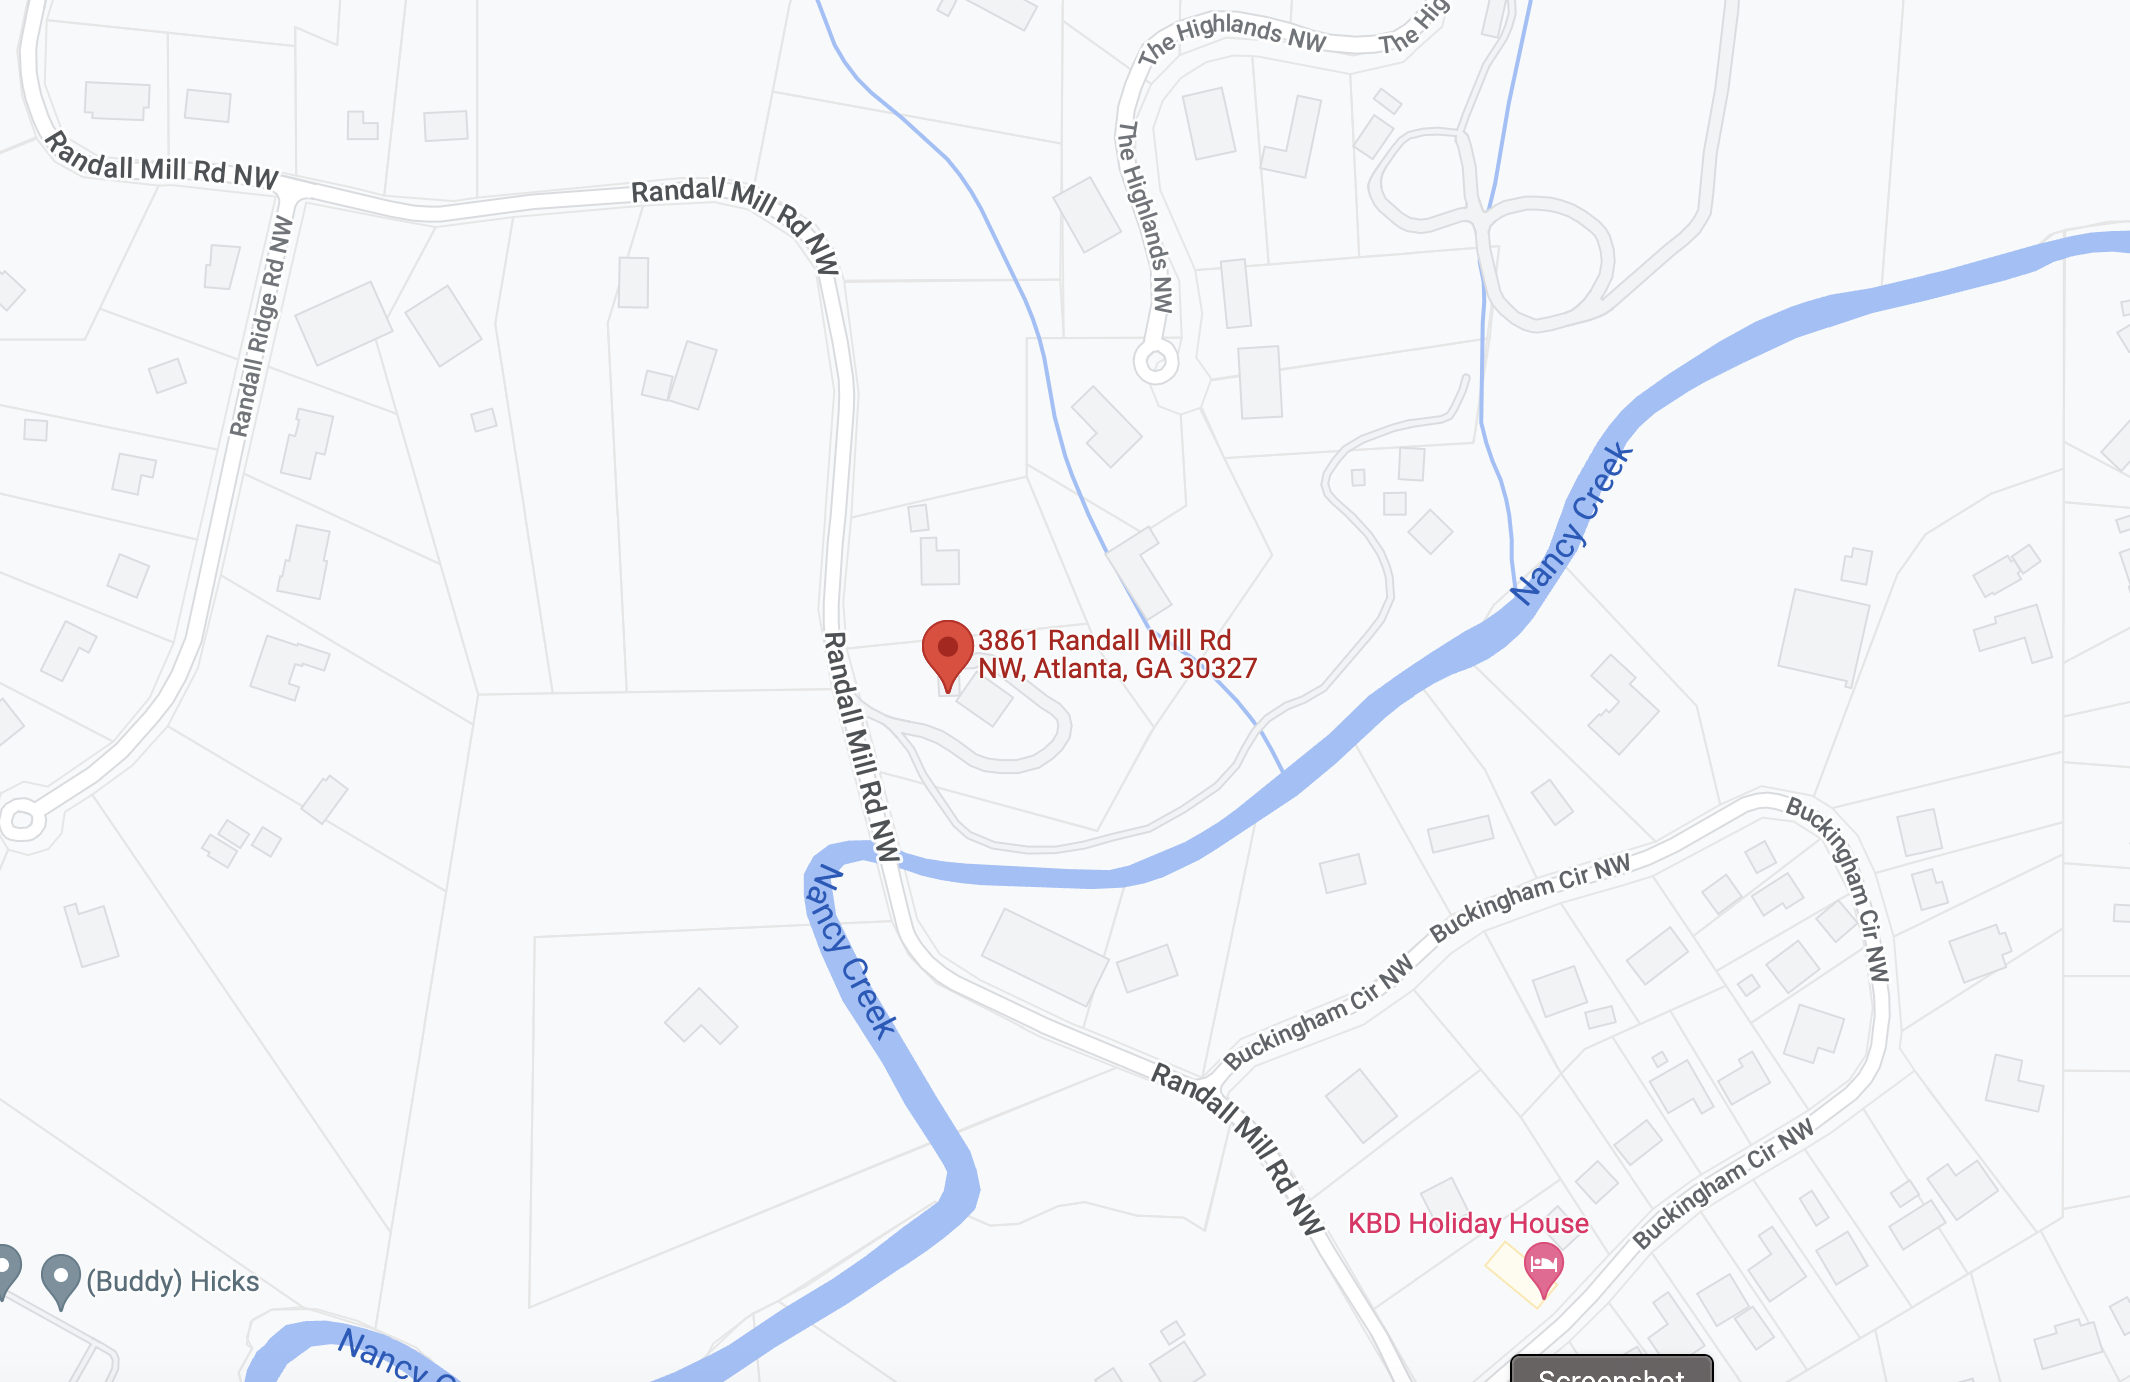 The Highlands NW
The Hig
The Highlands NW
Randall Mill Rd NW
Randall Mill Rd NW
Randall Ridge Rd NW
Nancy Creek
3861 Randall Mill Rd
NW, Atlanta, GA 30327
Randall Mill Rd NW
Buckingham Cir NW
Buckingham Cir NW
Nancy Creek
Buckingham Cir NW
Randall Mill Rd NW
Buckingham Cir NW
KBD Holiday House
(Buddy) Hicks
Nancy C
Screenshot